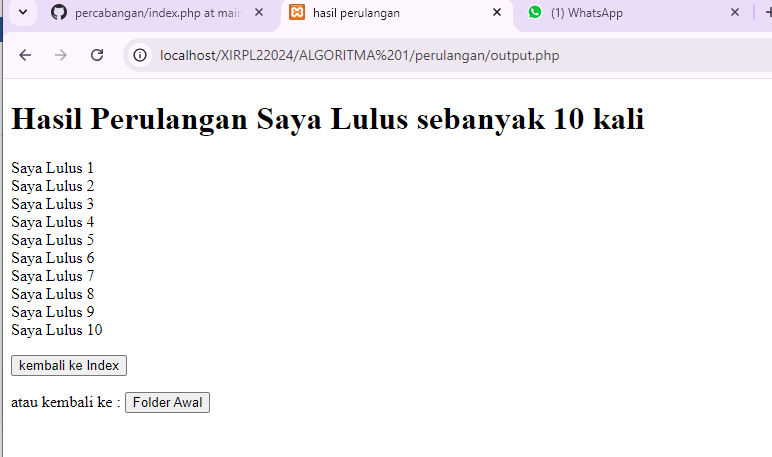 percabangan/index.php at mair
hasil perulangan
(1) WhatsApp
localhost/XIRPL22024/ALGORITMA%201/perulangan/output.php
Hasil Perulangan Saya Lulus sebanyak 10 kali
Saya Lulus 1
Saya Lulus 2
Saya Lulus 3
Saya Lulus 4
Saya Lulus 5
Saya Lulus 6
Saya Lulus 7
Saya Lulus 8
Saya Lulus 9
Saya Lulus 10
kembali ke Index
atau kembali ke : Folder Awal